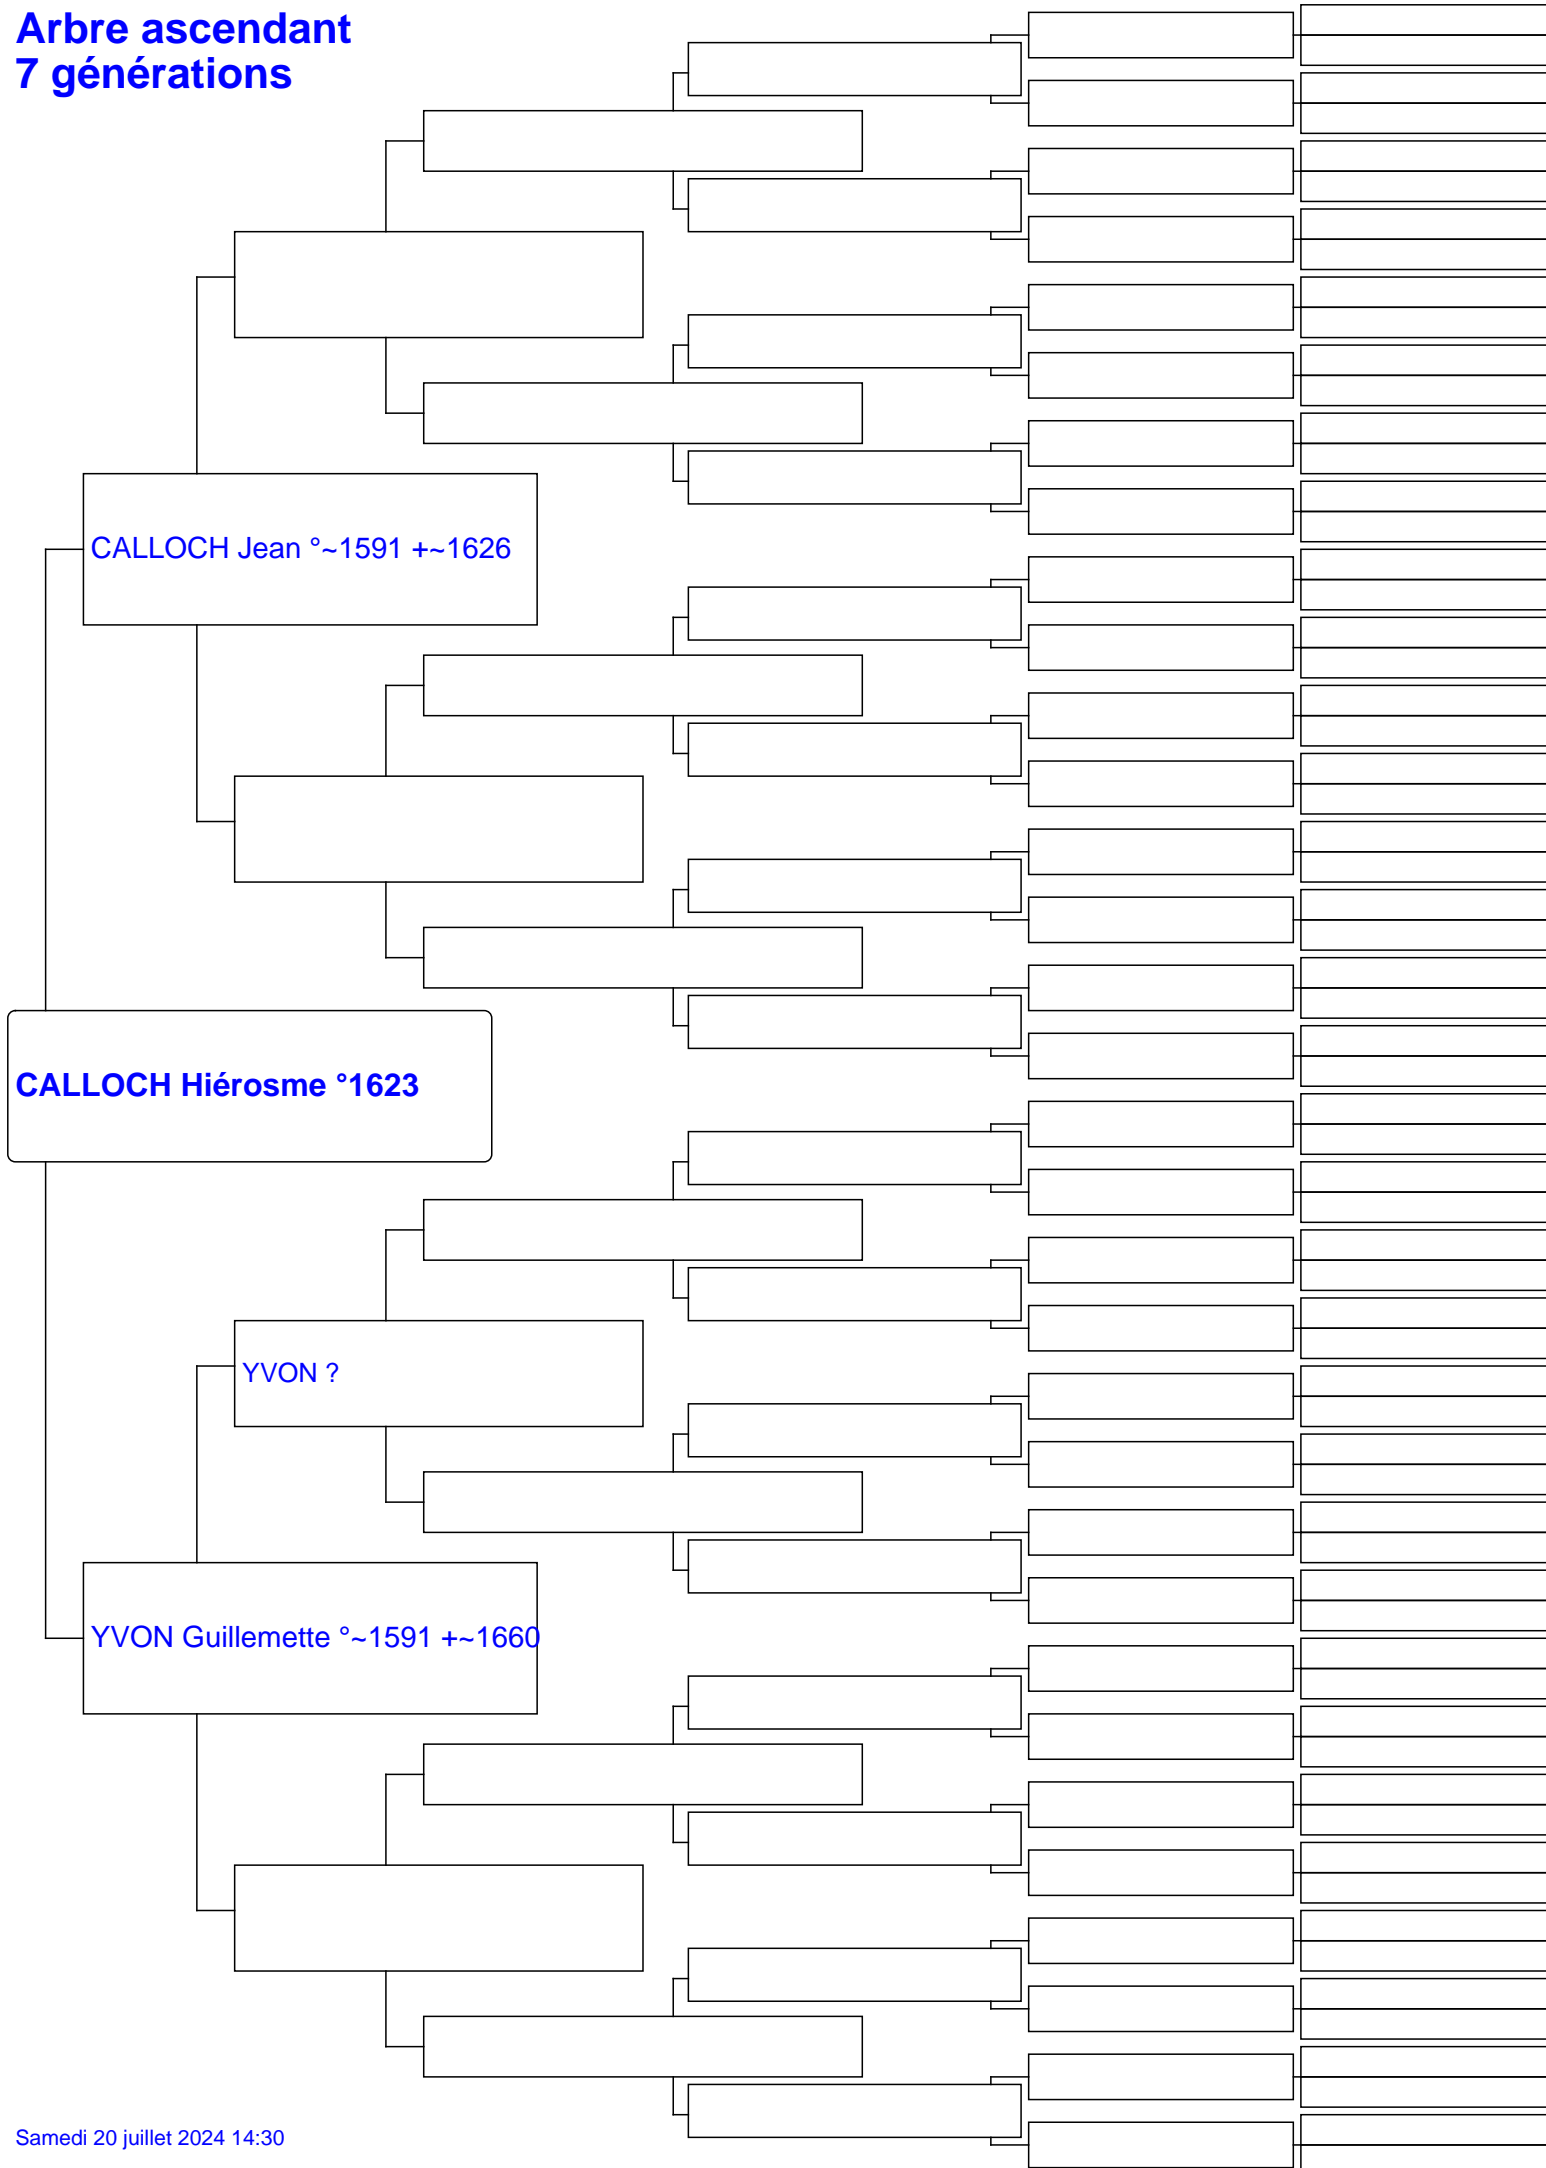 Arbre ascendant
7 générations
CALLOCH Jean °~1591 +~1626
CALLOCH Hiérosme °1623
YVON ?
YVON Guillemette °~1591 +~1660
Samedi 20 juillet 2024 14:30